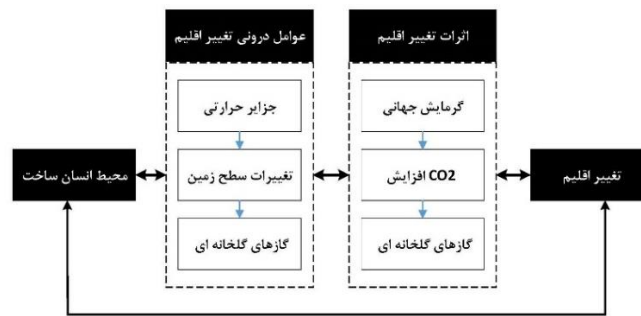 اثرات تغییر اقلیم
عوامل درونی تغییر اقلیم
گرمایش جهانی
جزایر حرارتی
تغییر اقلیم
افزایش CO2
تغییرات سطح زمین
محیط انسان ساخت
گازهای گلخانه ای
گازهای گلخانه ای